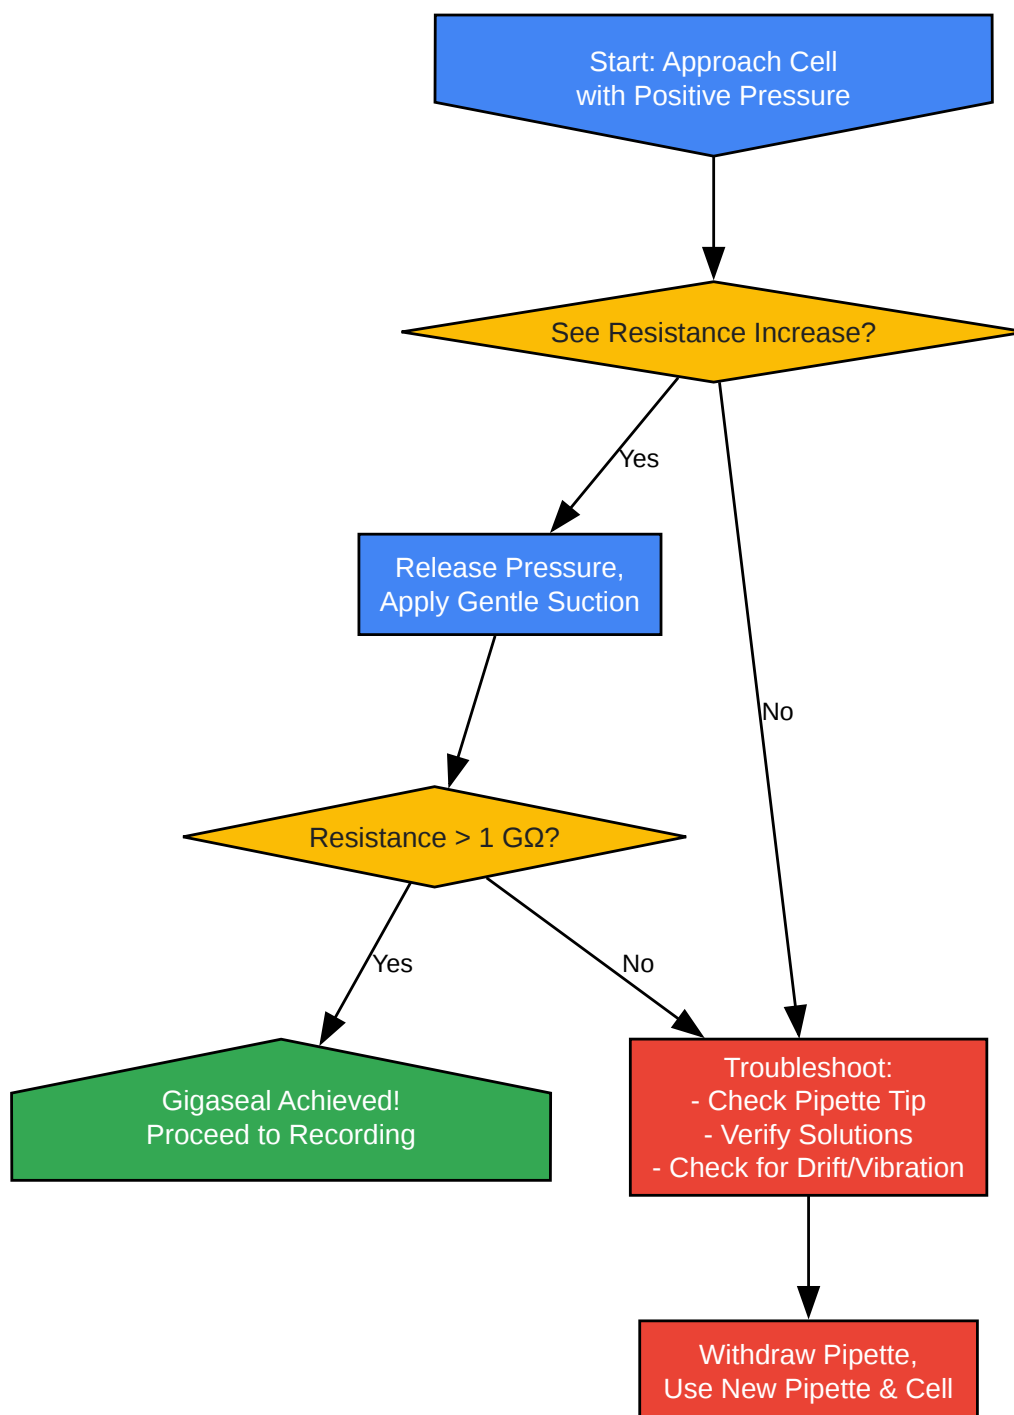 Start: Approach Cell
with Positive Pressure
See Resistance Increase?
Yes
Release Pressure,
Apply Gentle Suction
No
Resistance > 1 GΩ?
Yes
No
Gigaseal Achieved!
Proceed to Recording
Troubleshoot:
- Check Pipette Tip
- Verify Solutions
- Check for Drift/Vibration
Withdraw Pipette,
Use New Pipette & Cell